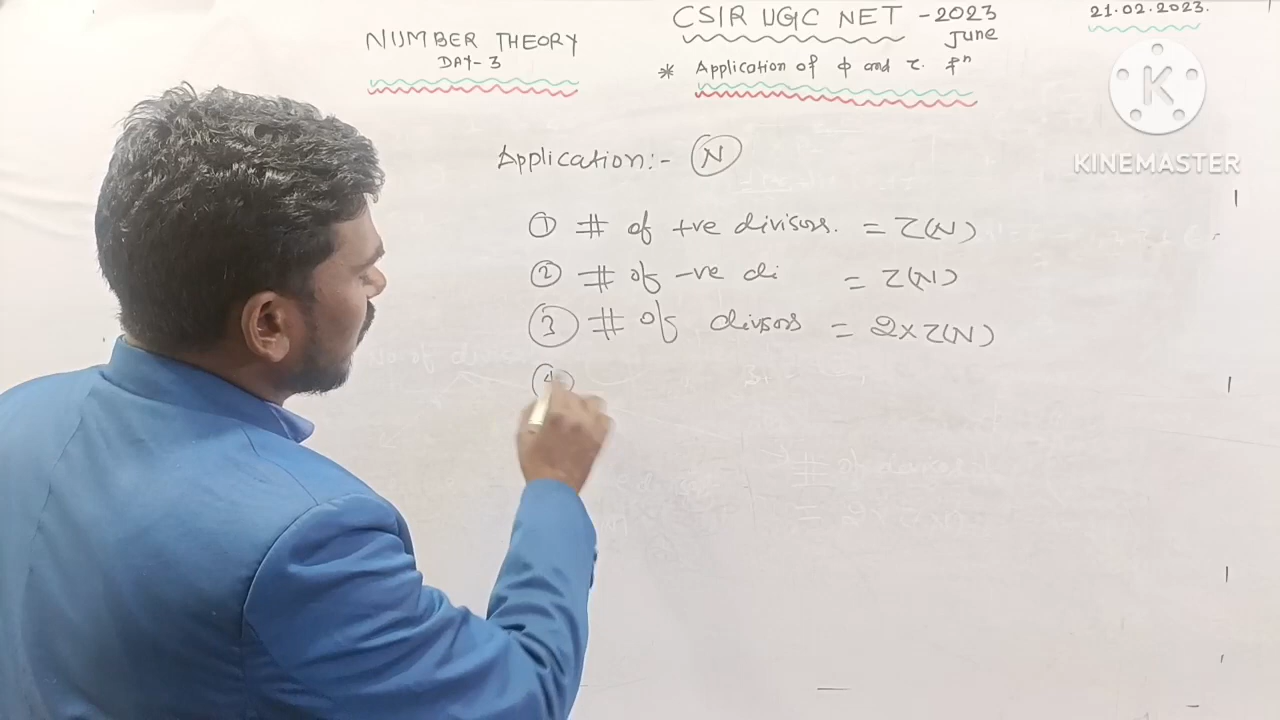 NUMBER THEORY
DAY-3
CSIR UGC NET - 2023
June
21.02.2023.
* Application of φ and τ. fⁿ
K
KINEMASTER
Application:- N
① # of +ve divisors. = τ(N)
② # of -ve di = τ(N)
③ # of divisors = 2×τ(N)
④